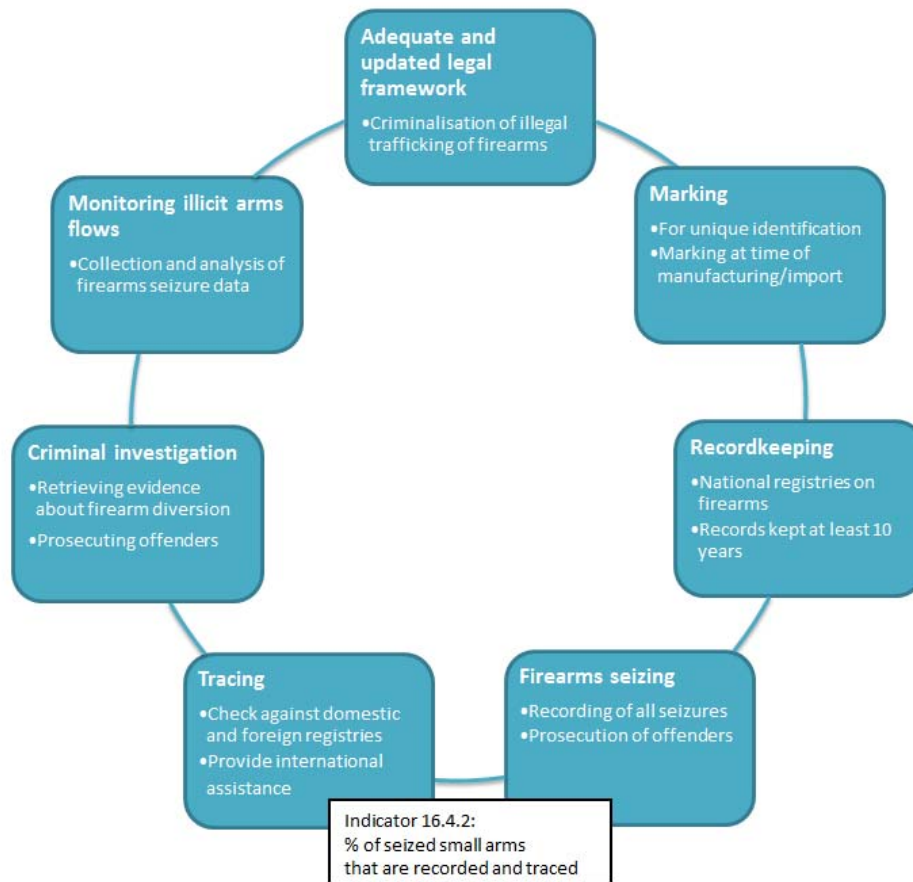 Adequate and
updated legal
framework
•Criminalisation of illegal
trafficking of firearms
Marking
•For unique identification
•Marking at time of
manufacturing/import
Recordkeeping
•National registries on
firearms
•Records kept at least 10
years
Firearms seizing
•Recording of all seizures
•Prosecution of offenders
Tracing
•Check against domestic
and foreign registries
•Provide international
assistance
Indicator 16.4.2:
% of seized small arms
that are recorded and traced
Criminal investigation
•Retrieving evidence
about firearm diversion
•Prosecuting offenders
Monitoring illicit arms
flows
•Collection and analysis of
firearms seizure data